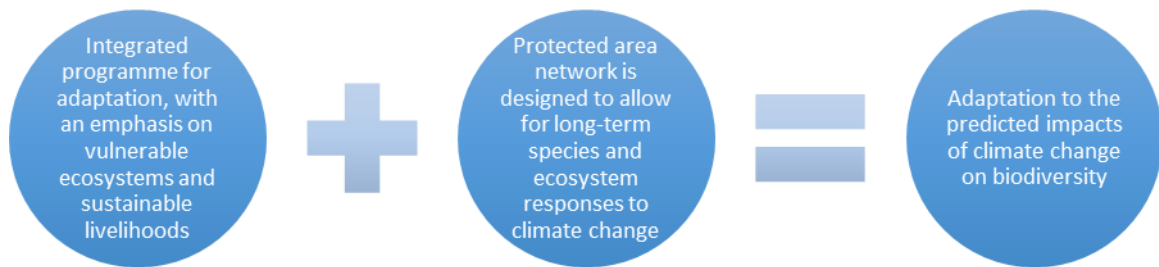 Integrated
programme for
adaptation, with
an emphasis on
vulnerable
ecosystems and
sustainable
livelihoods
Protected area
network is
designed to allow
for long-term
species and
ecosystem
responses to
climate change
Adaptation to the
predicted impacts
of climate change
on biodiversity